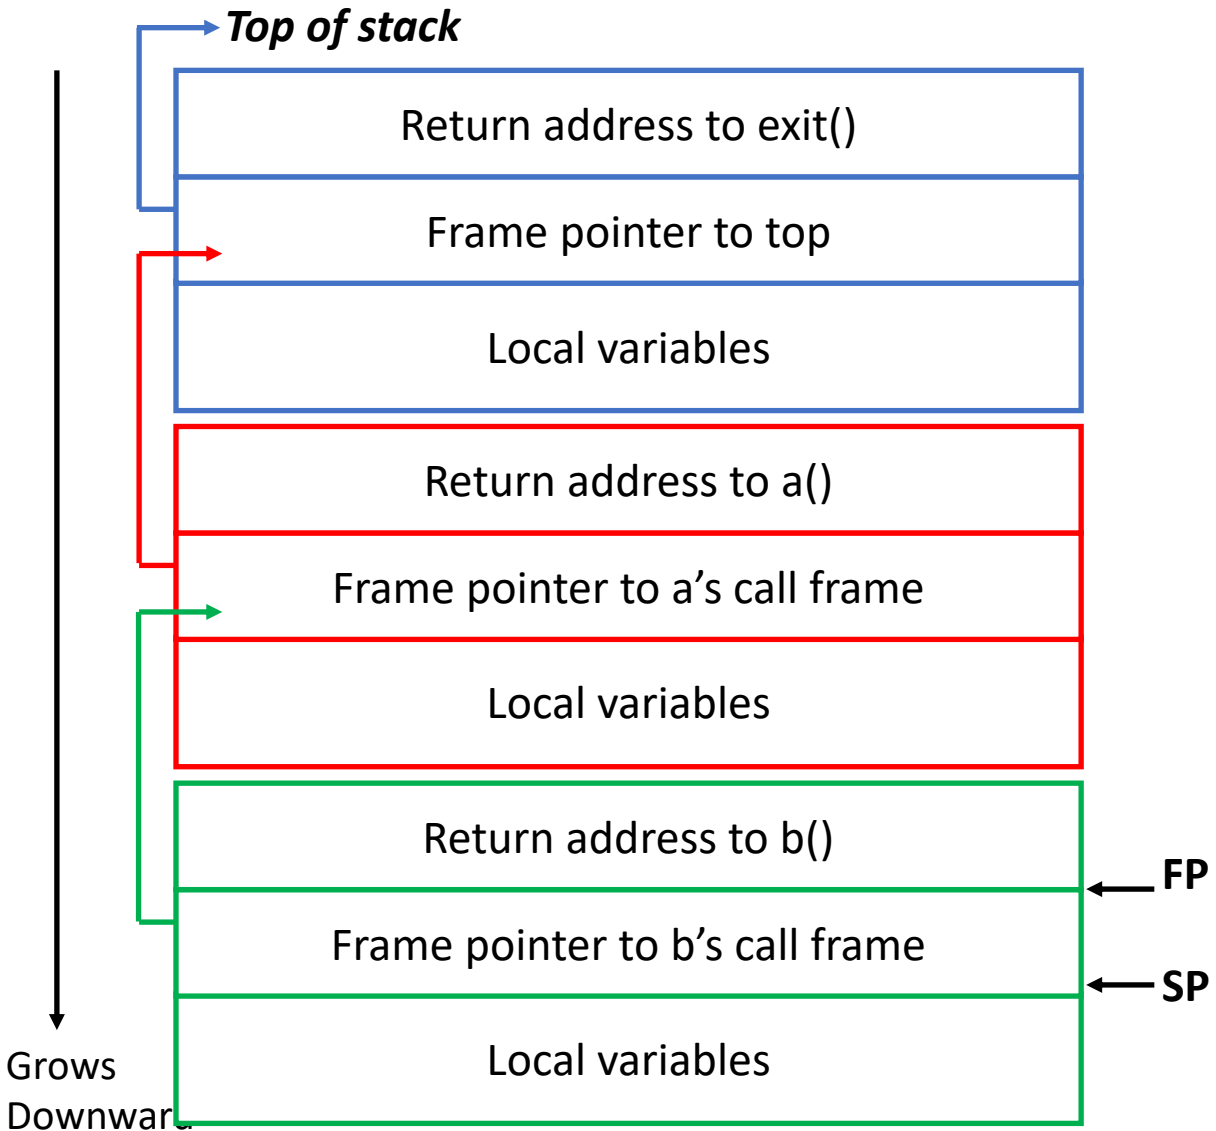 Top of stack
Return address to exit()
Frame pointer to top
Local variables
Return address to a()
Frame pointer to a’s call frame
Local variables
Return address to b()
FP
Frame pointer to b’s call frame
SP
Local variables
Grows
Downward